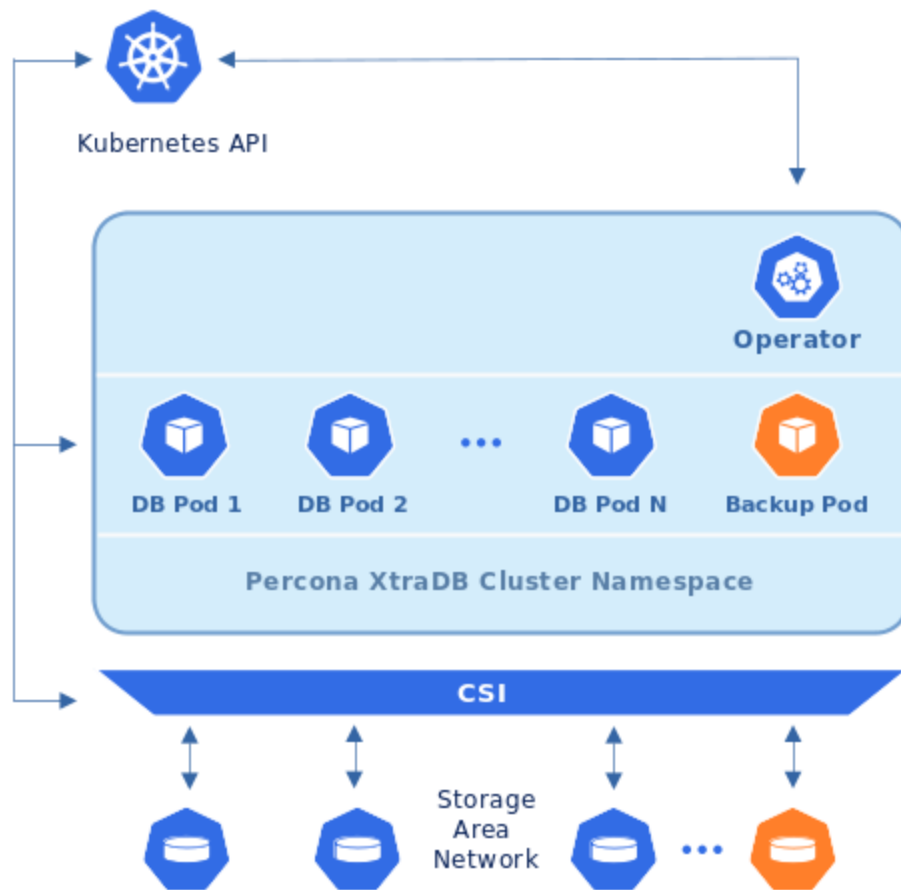 Kubernetes API
Operator
DB Pod 1
DB Pod 2
DB Pod N
Backup Pod
Percona XtraDB Cluster Namespace
CSI
Storage
Area
Network